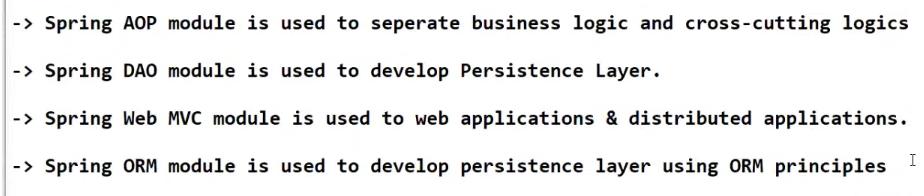 -> Spring AOP module is used to seperate business logic and cross-cutting logics
-> Spring DAO module is used to develop Persistence Layer.
-> Spring Web MVC module is used to web applications & distributed applications.
-> Spring ORM module is used to develop persistence layer using ORM principles